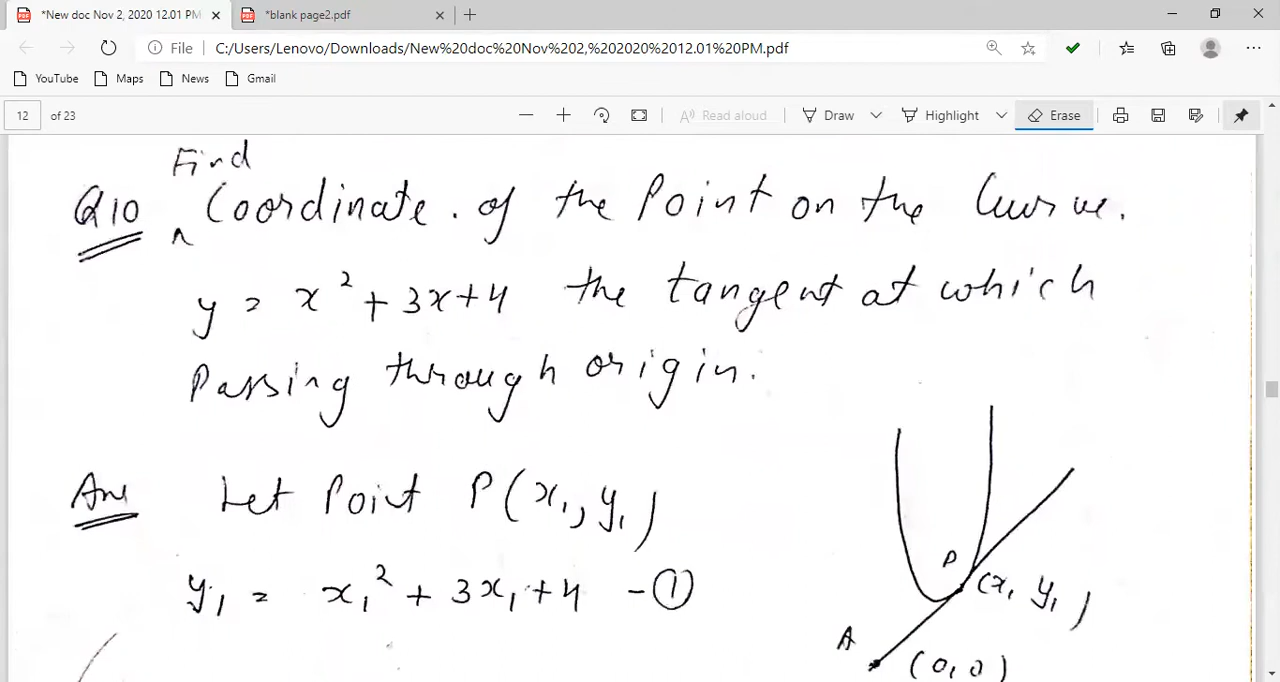 *New doc Nov 2, 2020 12.01 PM
*blank page2.pdf
File C:/Users/Lenovo/Downloads/New%20doc%20Nov%202,%202020%2012.01%20PM.pdf
YouTube Maps News Gmail
12 of 23 Read aloud Draw Highlight Erase
Find
Q10 Coordinate. of the Point on the Curve.
y = x² + 3x + 4 the tangent at which
Passing through origin.
Ans Let Point P(x₁, y₁)
y₁ = x₁² + 3x₁ + 4 - ①
P
(x₁ y₁)
A
(0,0)